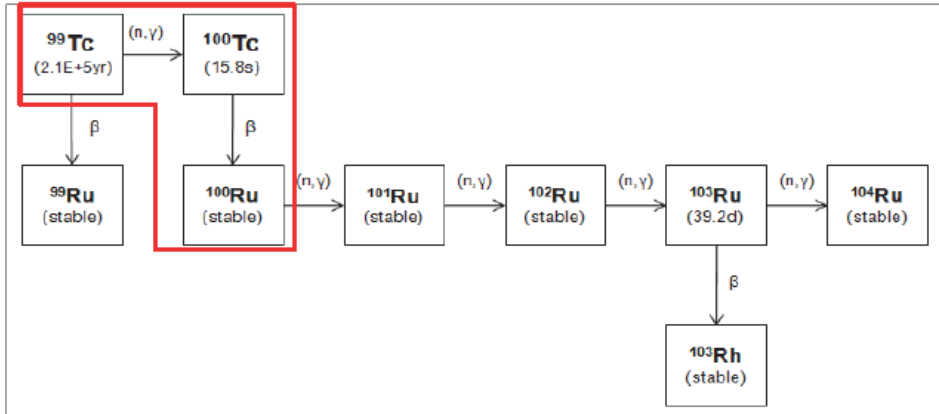 ⁹⁹Tc (n,γ) ¹⁰⁰Tc
(2.1E+5yr) (15.8s)
β β
⁹⁹Ru ¹⁰⁰Ru (n,γ) ¹⁰¹Ru (n,γ) ¹⁰²Ru (n,γ) ¹⁰³Ru (n,γ) ¹⁰⁴Ru
(stable) (stable) (stable) (stable) (39.2d) (stable)
β
¹⁰³Rh
(stable)